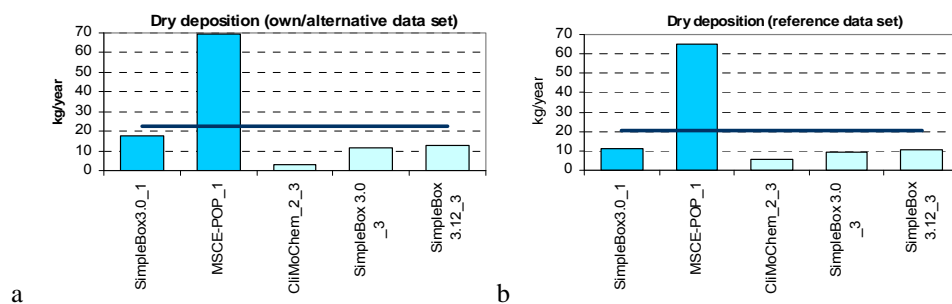 Dry deposition (own/alternative data set)
kg/year
70
60
50
40
30
20
10
0
SimpleBox3.0_1
MSCE-POP_1
CliMoChem_2_3
SimpleBox 3.0
_3
SimpleBox
3.12_3
a
Dry deposition (reference data set)
kg/year
70
60
50
40
30
20
10
0
SimpleBox3.0_1
MSCE-POP_1
CliMoChem_2_3
SimpleBox 3.0
_3
SimpleBox
3.12_3
b